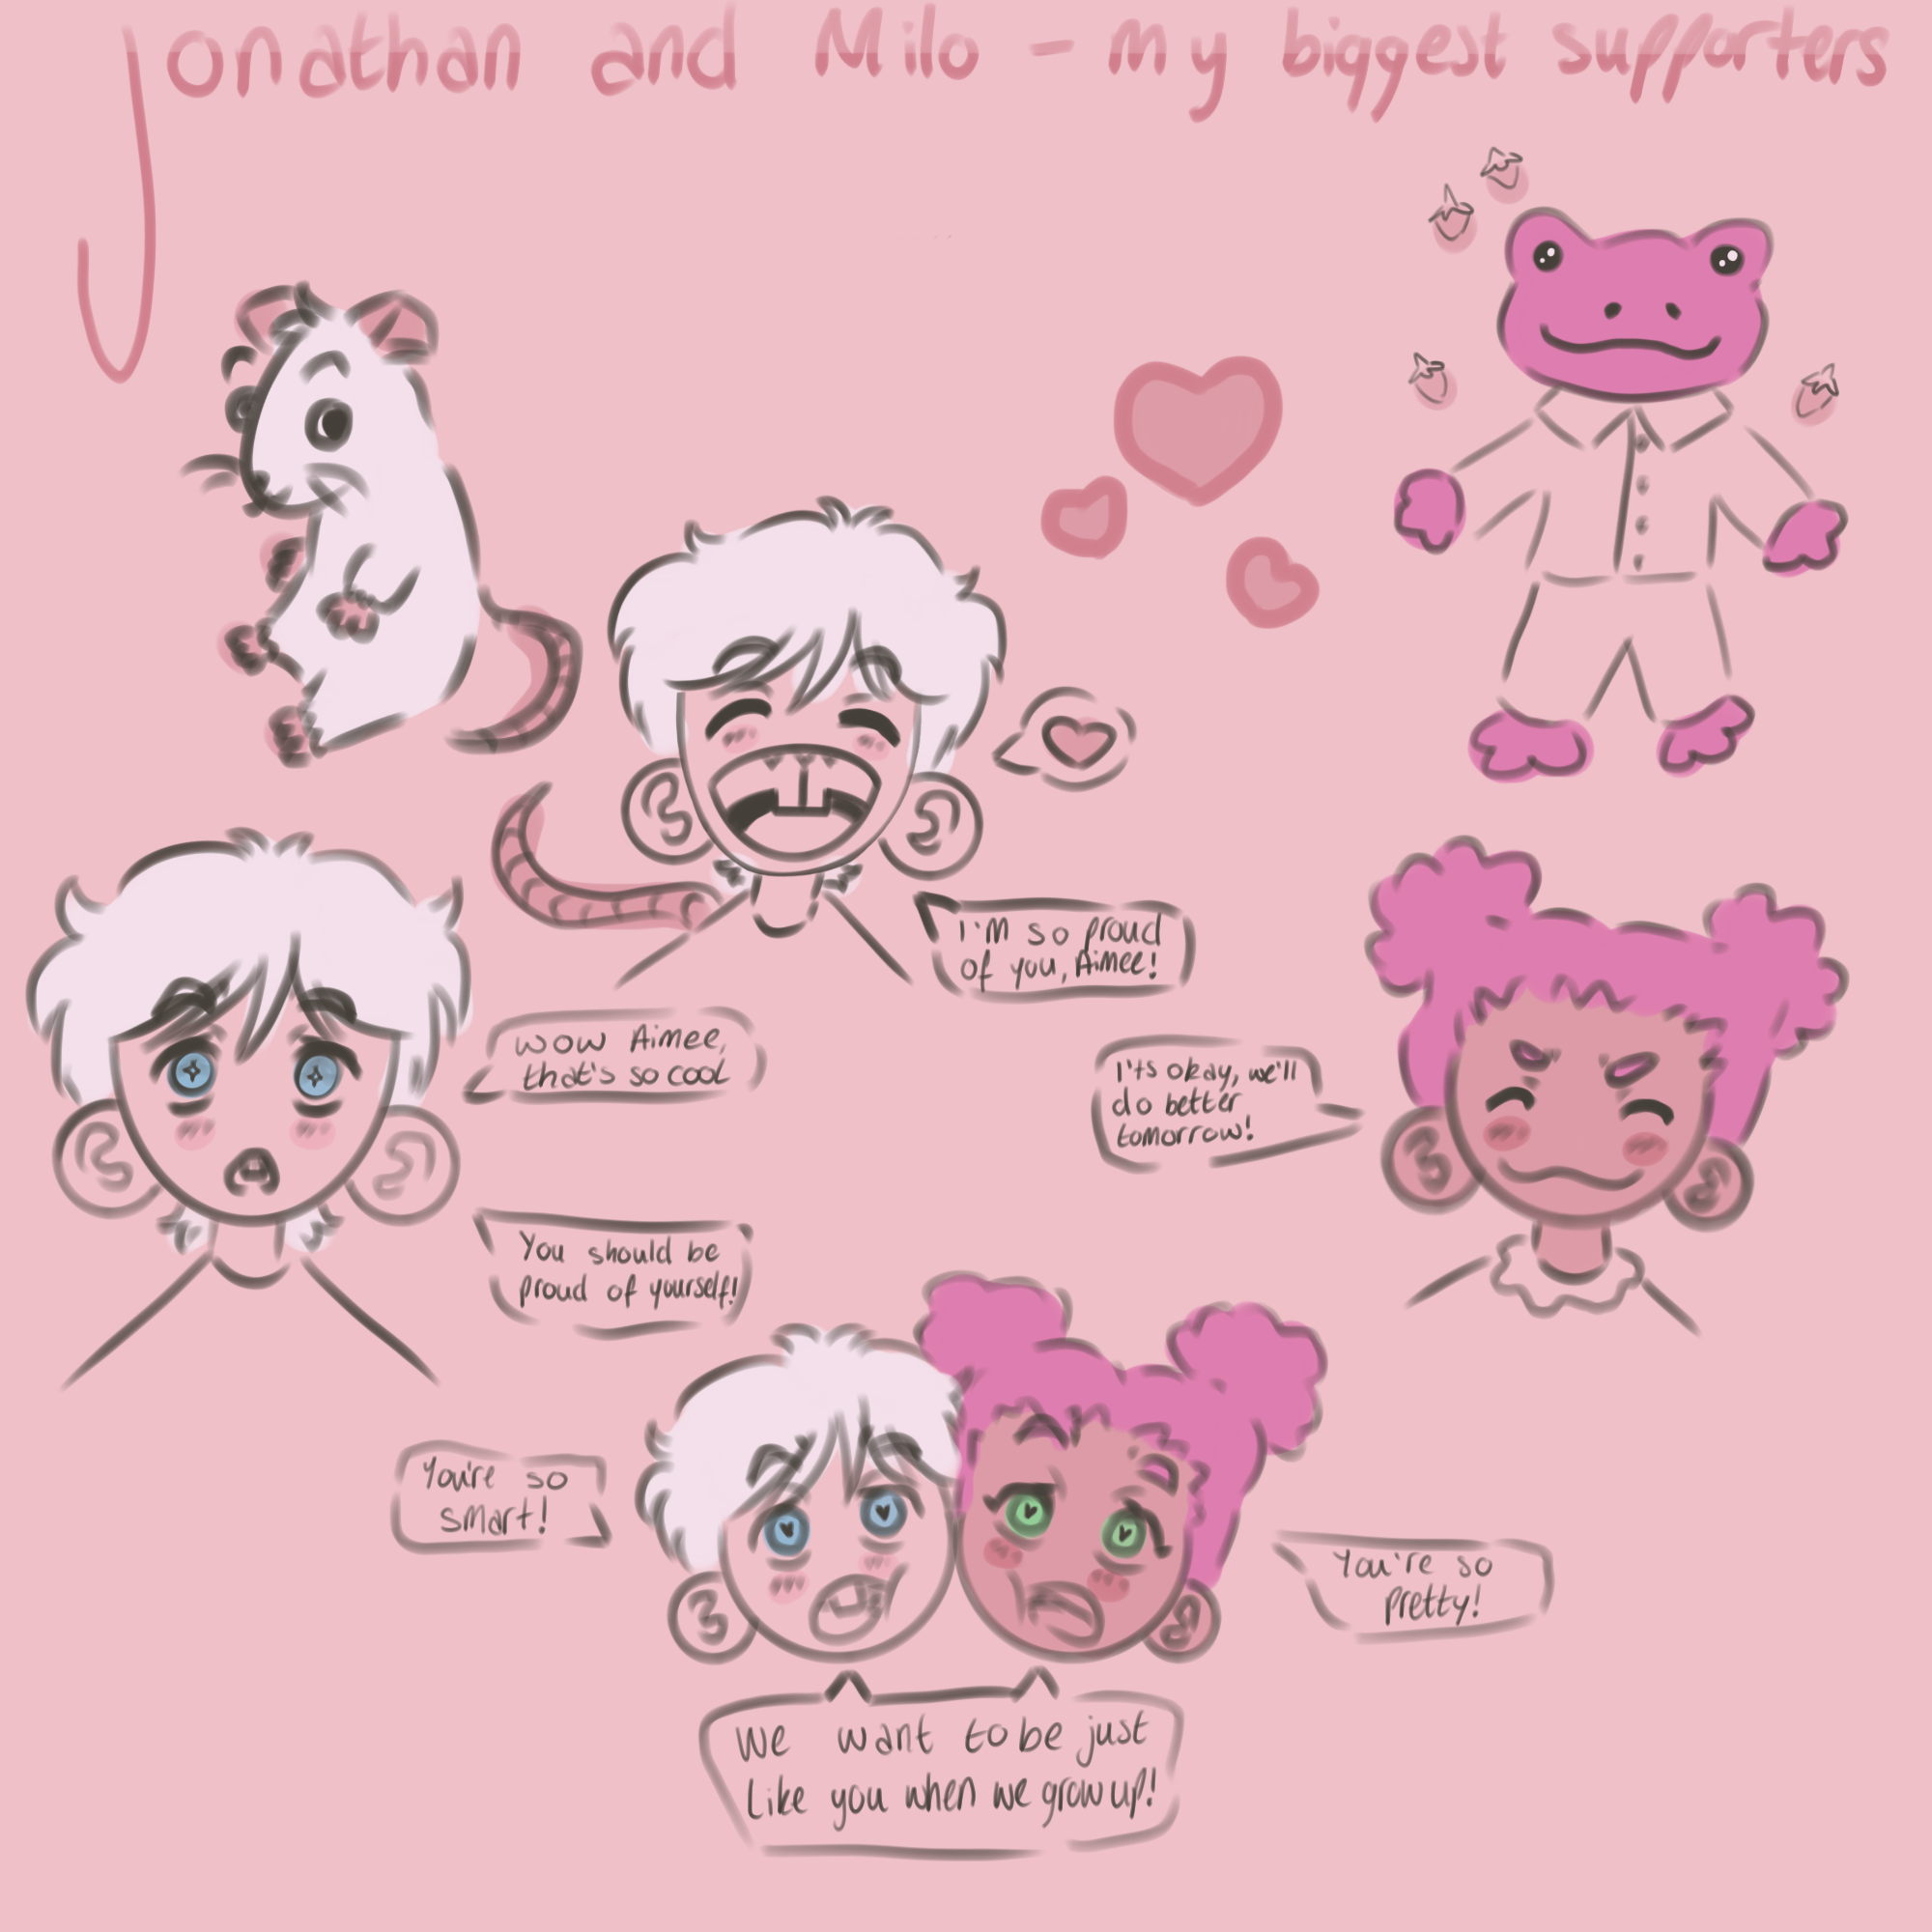 Jonathan and Milo - my biggest supporters
I'm so proud
of you, Aimee!
wow Aimee,
that's so cool
I'ts okay, we'll
do better
tomorrow!
You should be
proud of yourself!
You're so
smart!
You're so
pretty!
We want to be just
Like you when we grow up!